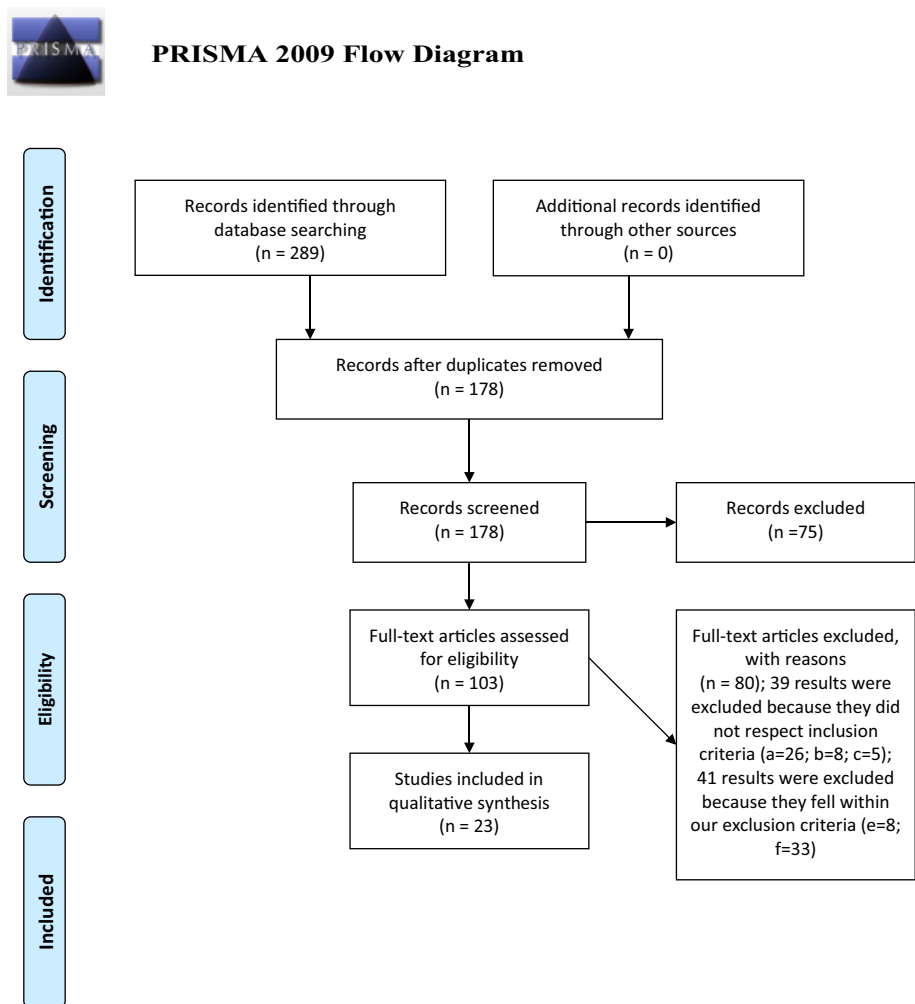 PRISMA
PRISMA 2009 Flow Diagram
Identification
Records identified through
database searching
(n = 289)
Additional records identified
through other sources
(n = 0)
Records after duplicates removed
(n = 178)
Screening
Records screened
(n = 178)
Records excluded
(n =75)
Eligibility
Full-text articles assessed
for eligibility
(n = 103)
Full-text articles excluded,
with reasons
(n = 80); 39 results were
excluded because they did
not respect inclusion
criteria (a=26; b=8; c=5);
41 results were excluded
because they fell within
our exclusion criteria (e=8;
f=33)
Studies included in
qualitative synthesis
(n = 23)
Included